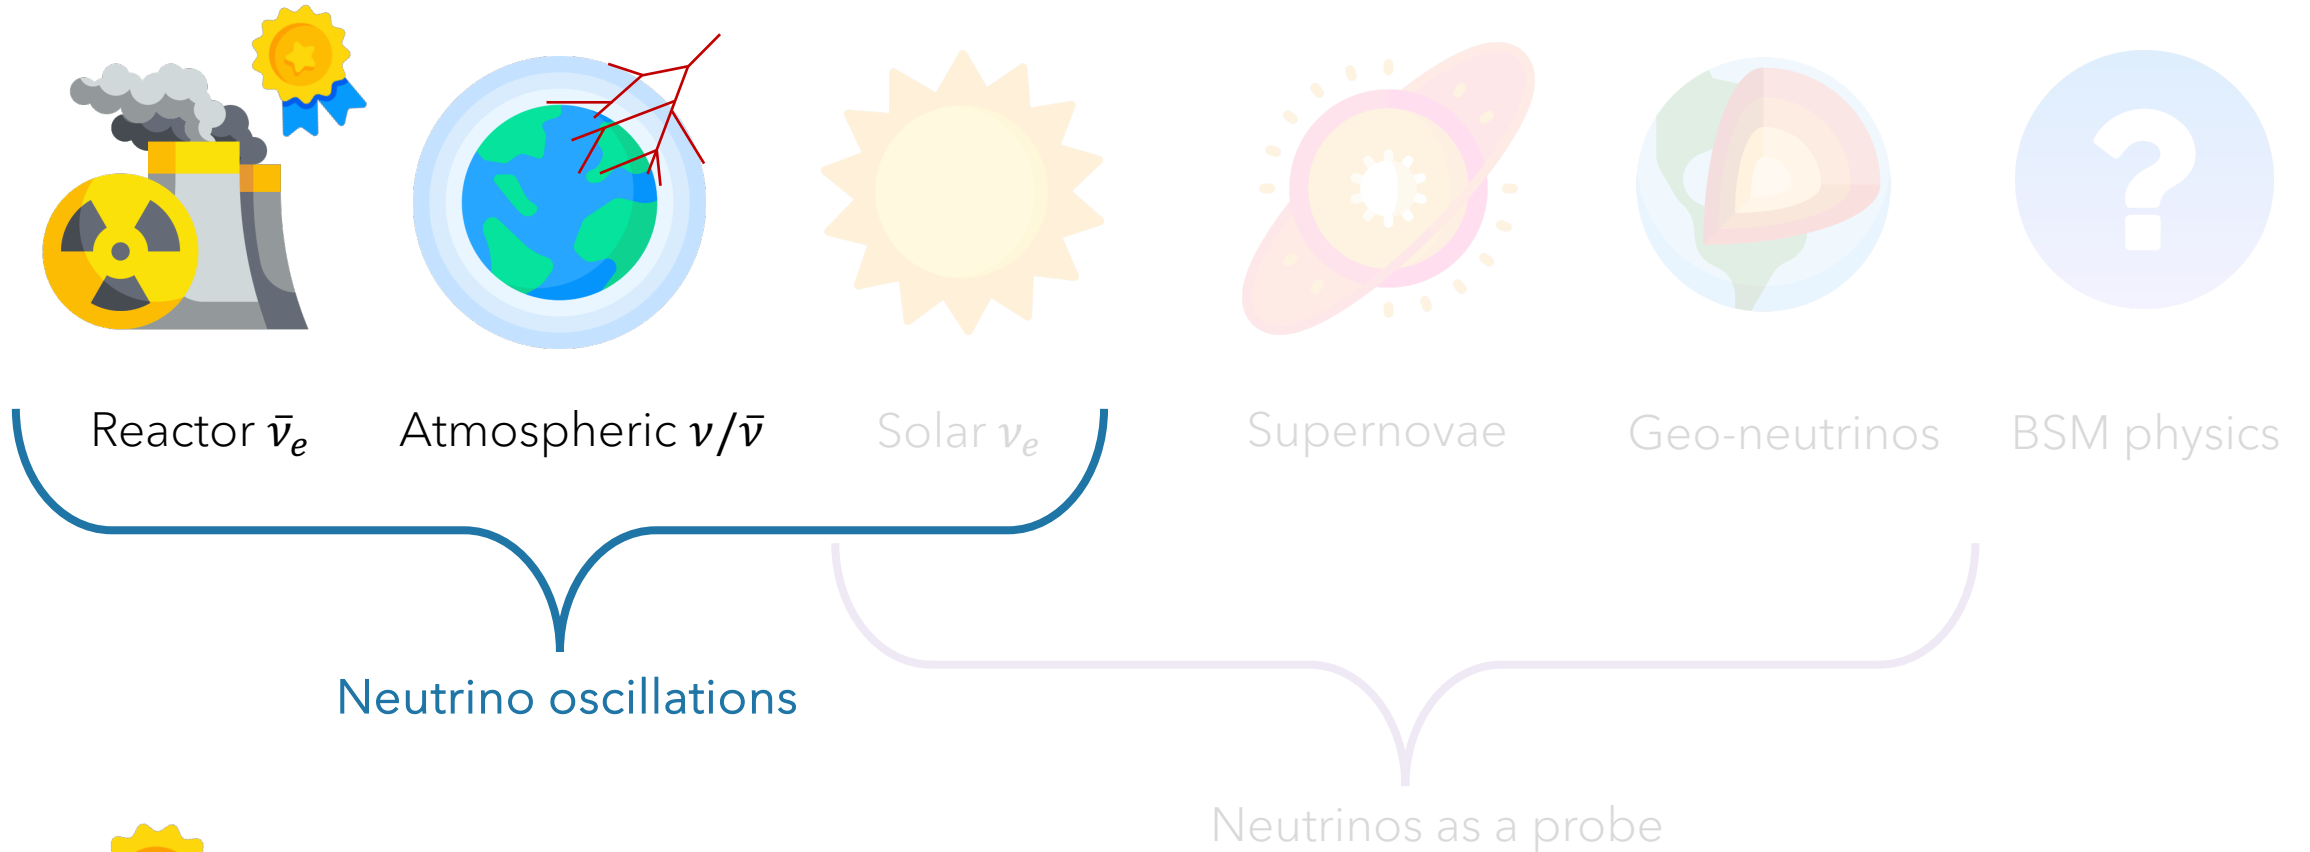 Reactor ν̄ₑ
Atmospheric ν/ν̄
Solar νₑ
Supernovae
Geo-neutrinos
BSM physics
?
Neutrino oscillations
Neutrinos as a probe